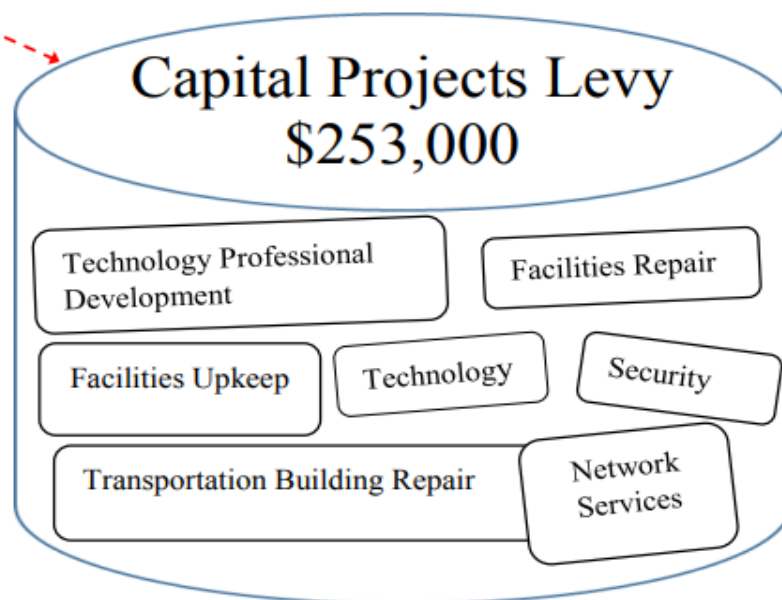 Capital Projects Levy
$253,000
Technology Professional
Development
Facilities Repair
Facilities Upkeep
Technology
Security
Transportation Building Repair
Network
Services